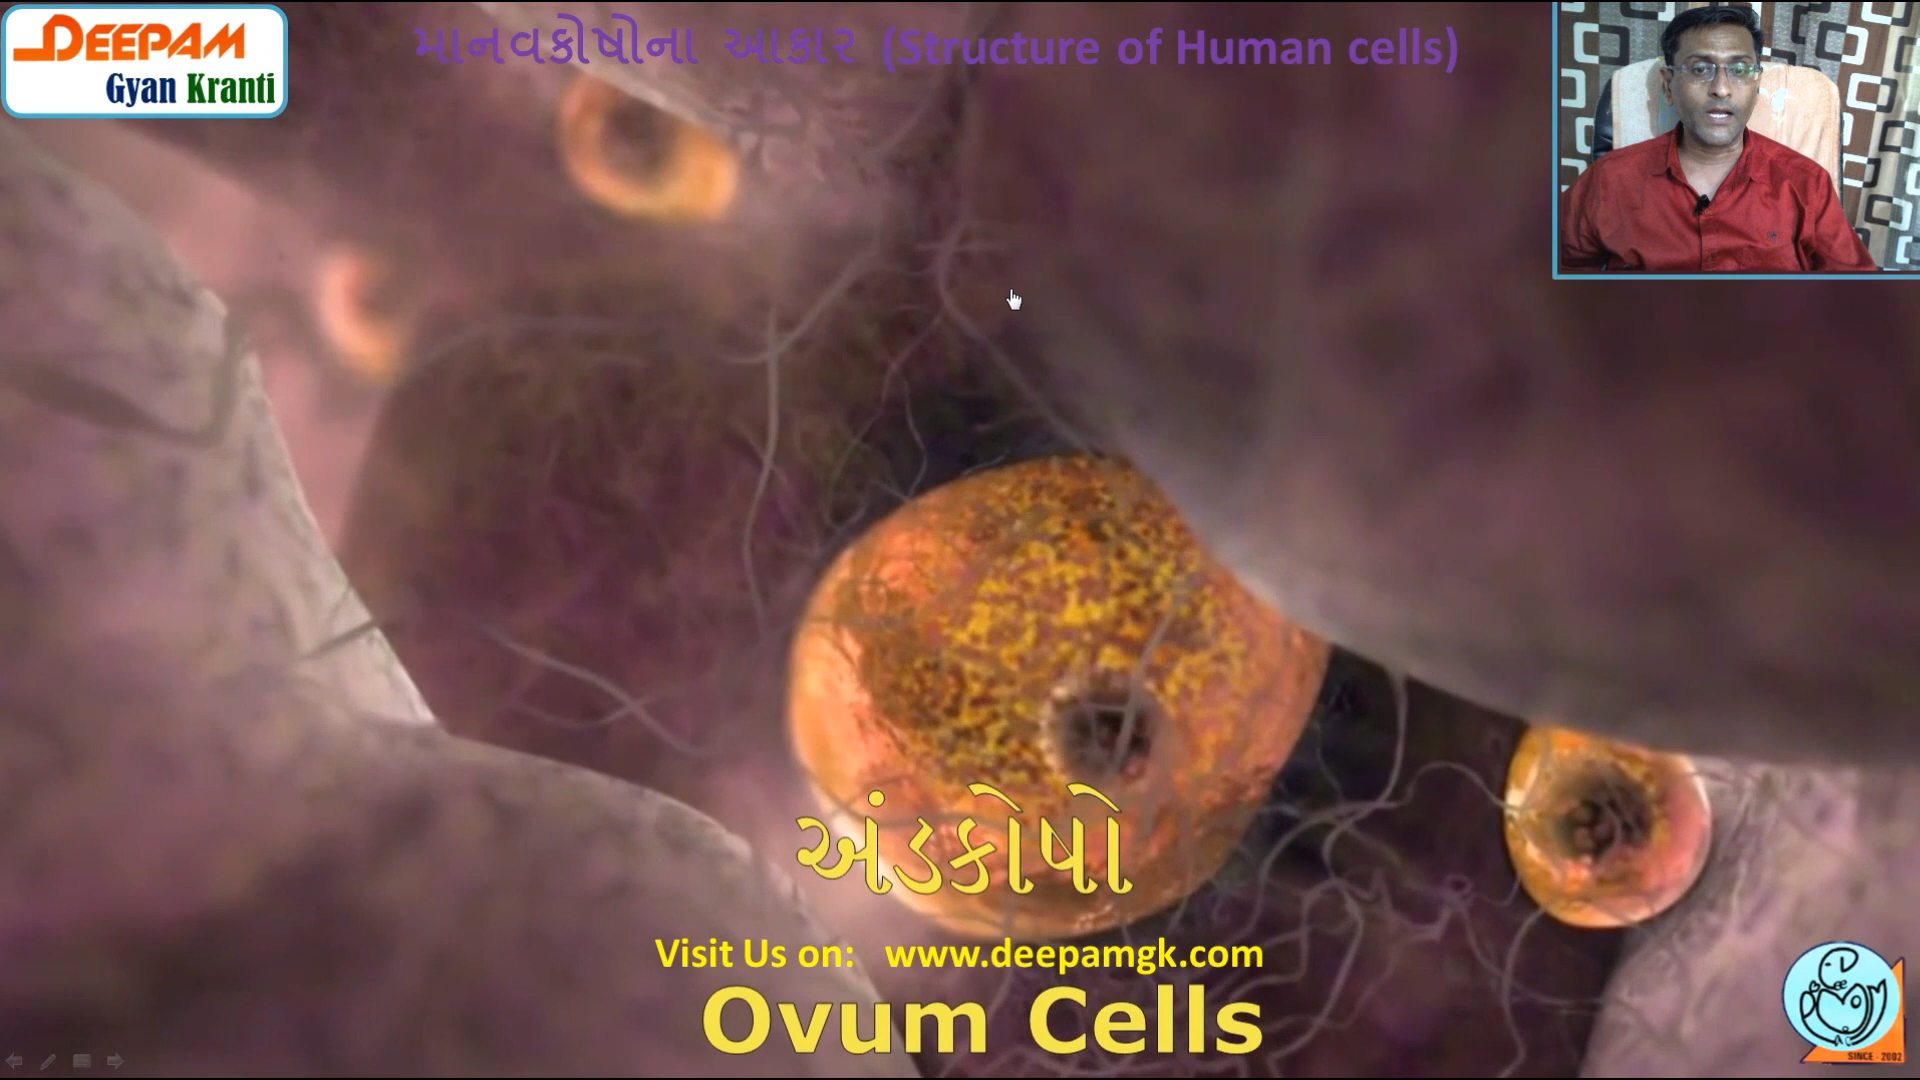 DEEPAM
Gyan Kranti
માનવકોષોના આકાર (Structure of Human cells)
અંડકોષો
Visit Us on: www.deepamgk.com
Ovum Cells
SINCE - 2002